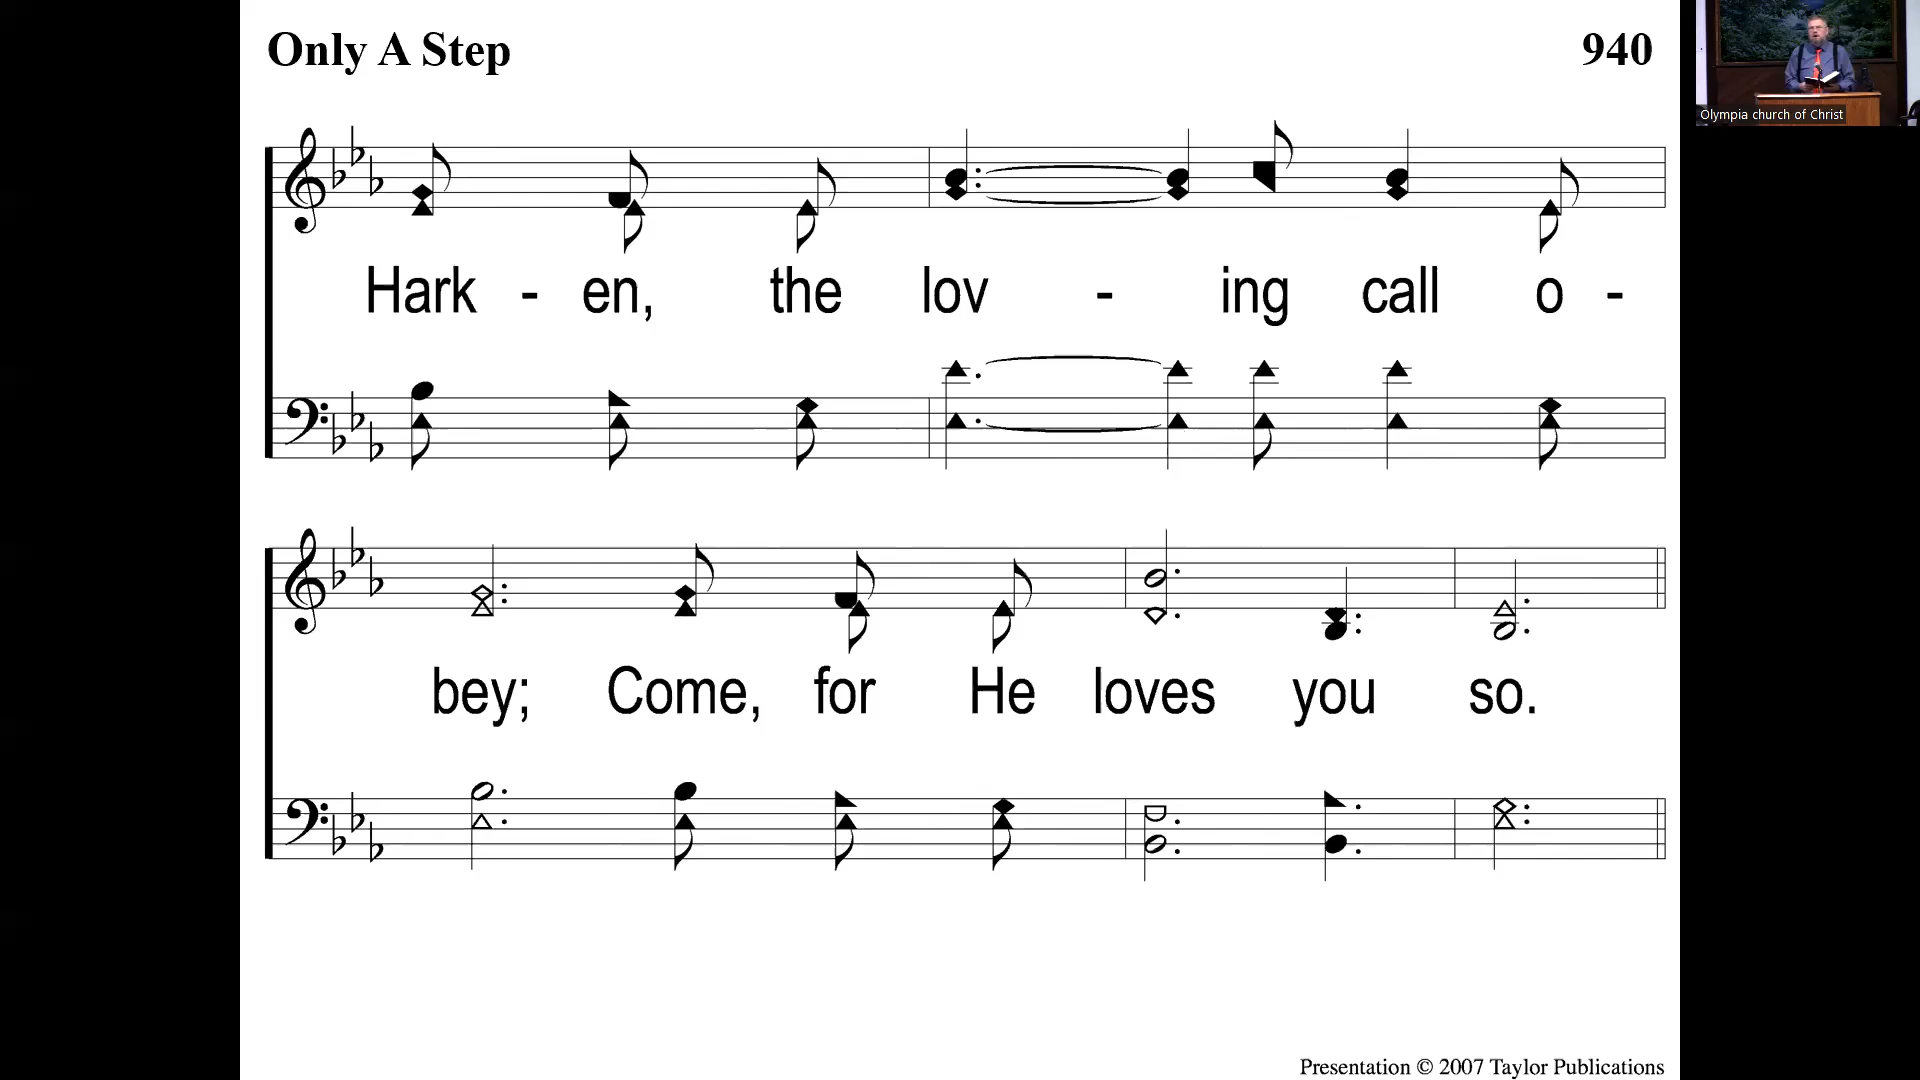 Only A Step 940
Olympia church of Christ
Hark - en, the lov - ing call o -
bey; Come, for He loves you so.
Presentation © 2007 Taylor Publications